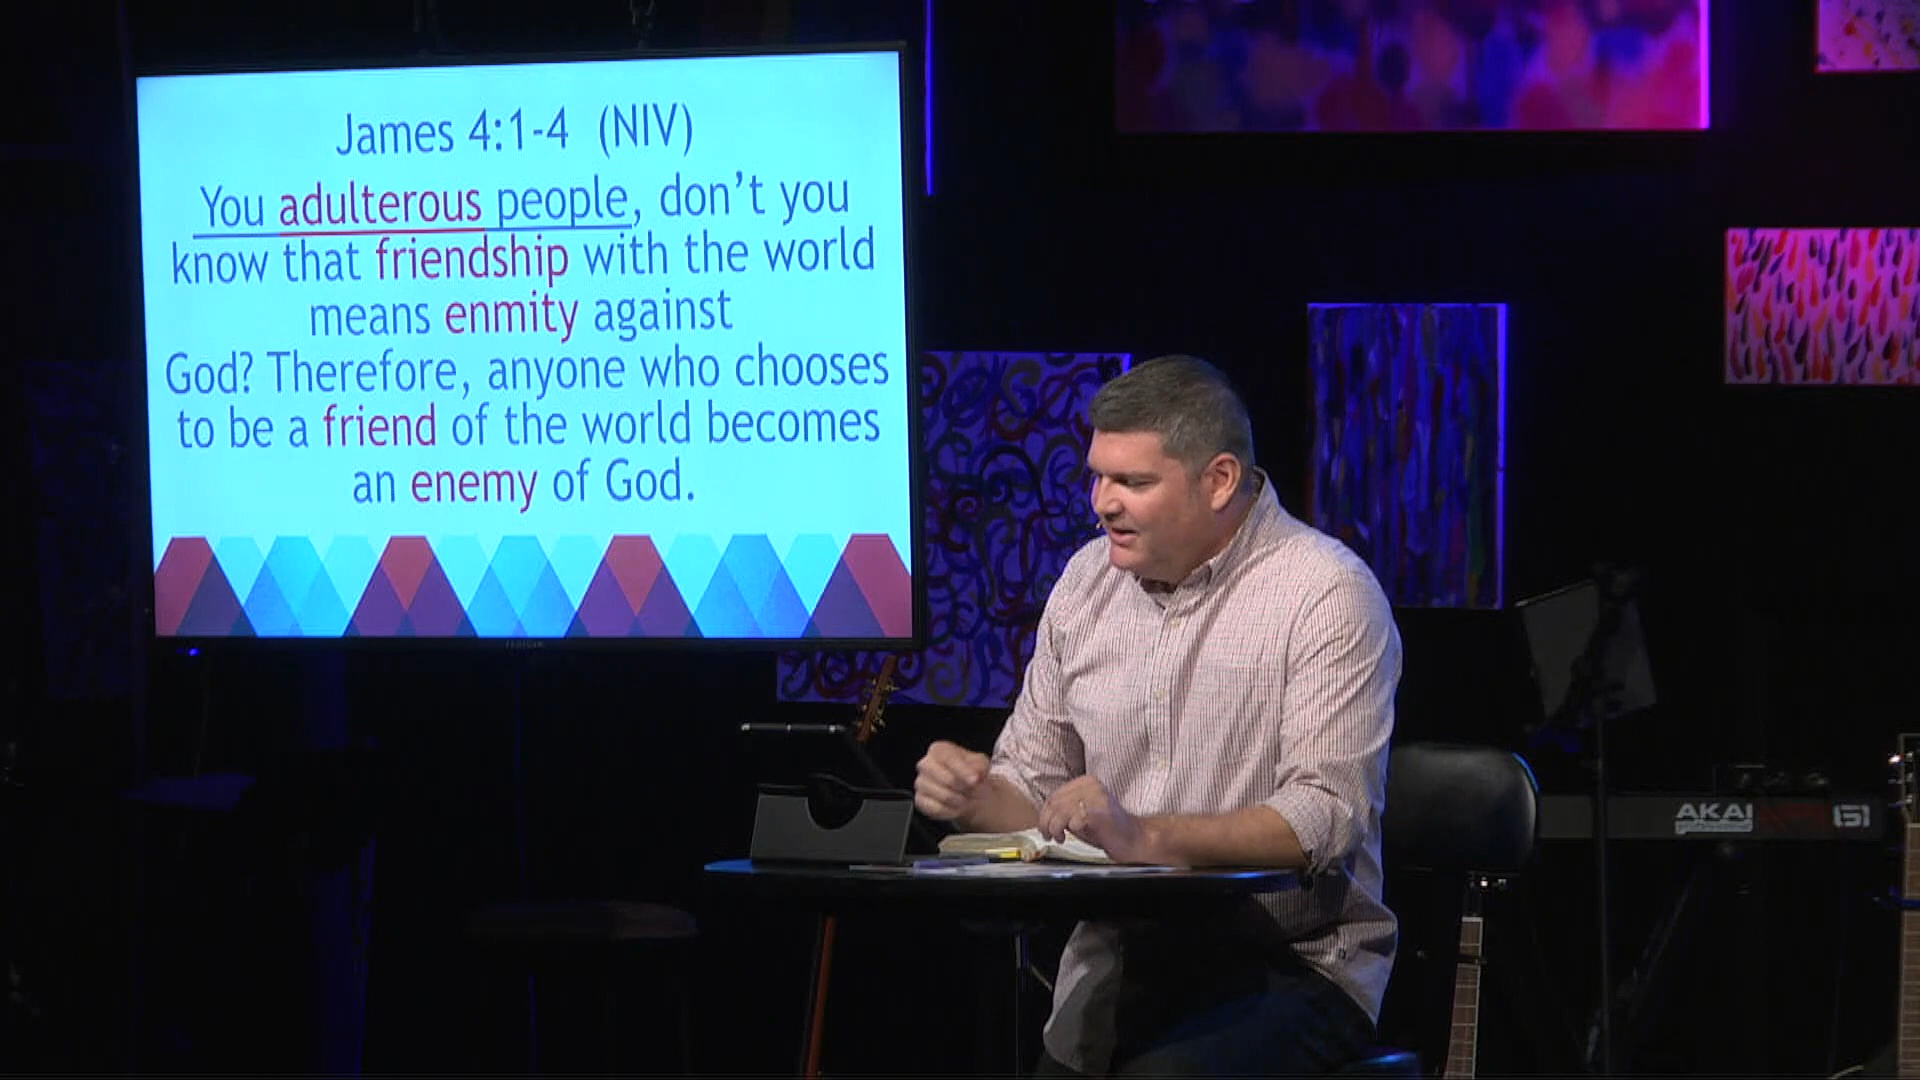 James 4:1-4 (NIV)
You adulterous people, don't you
know that friendship with the world
means enmity against
God? Therefore, anyone who chooses
to be a friend of the world becomes
an enemy of God.
AKAI
professional